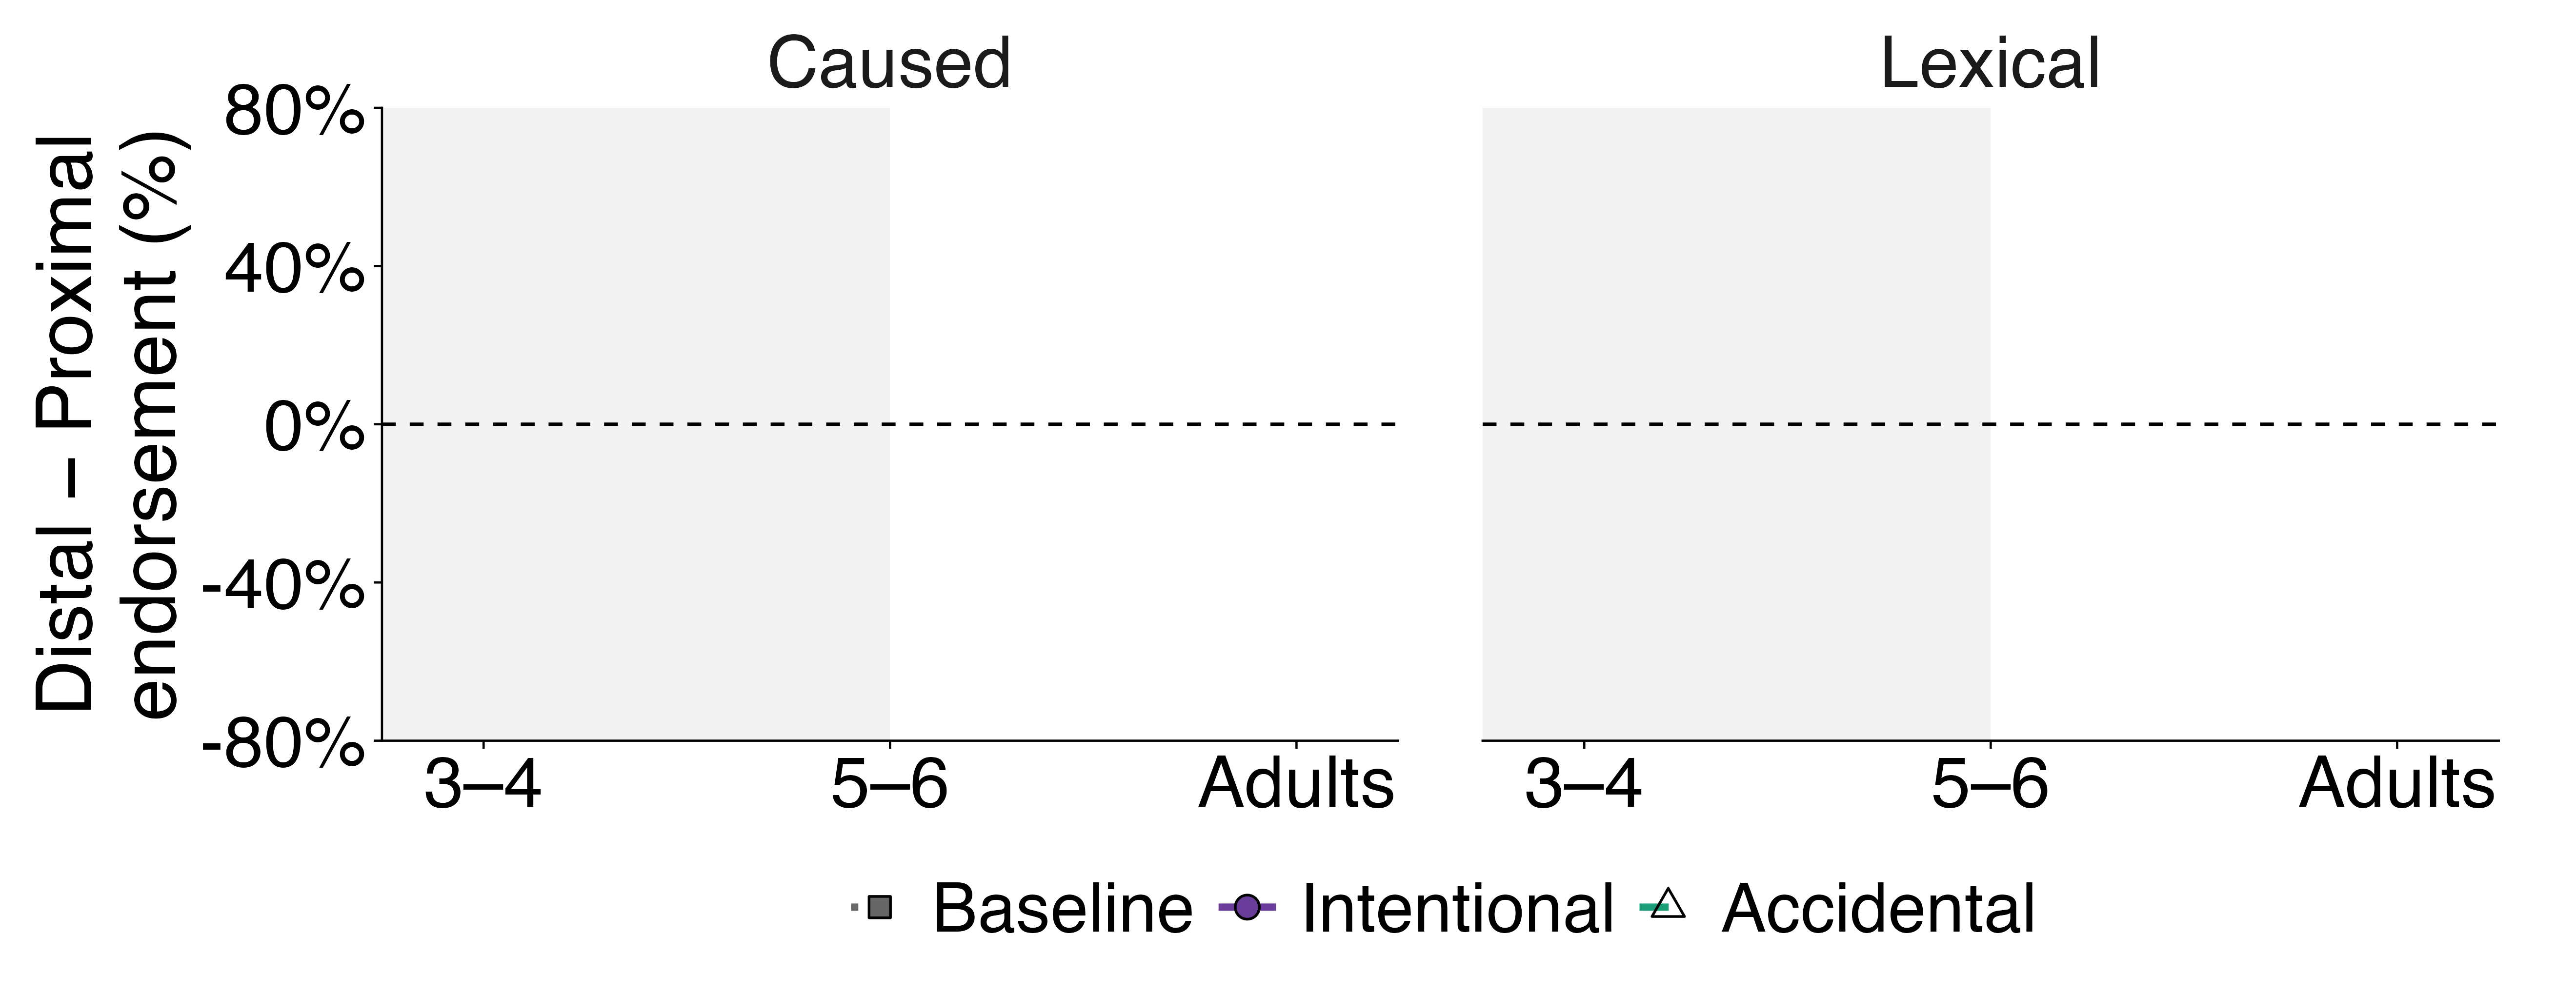 Caused
Lexical
Distal – Proximal
endorsement (%)
80%
40%
0%
-40%
-80%
3–4
5–6
Adults
3–4
5–6
Adults
Baseline
Intentional
Accidental